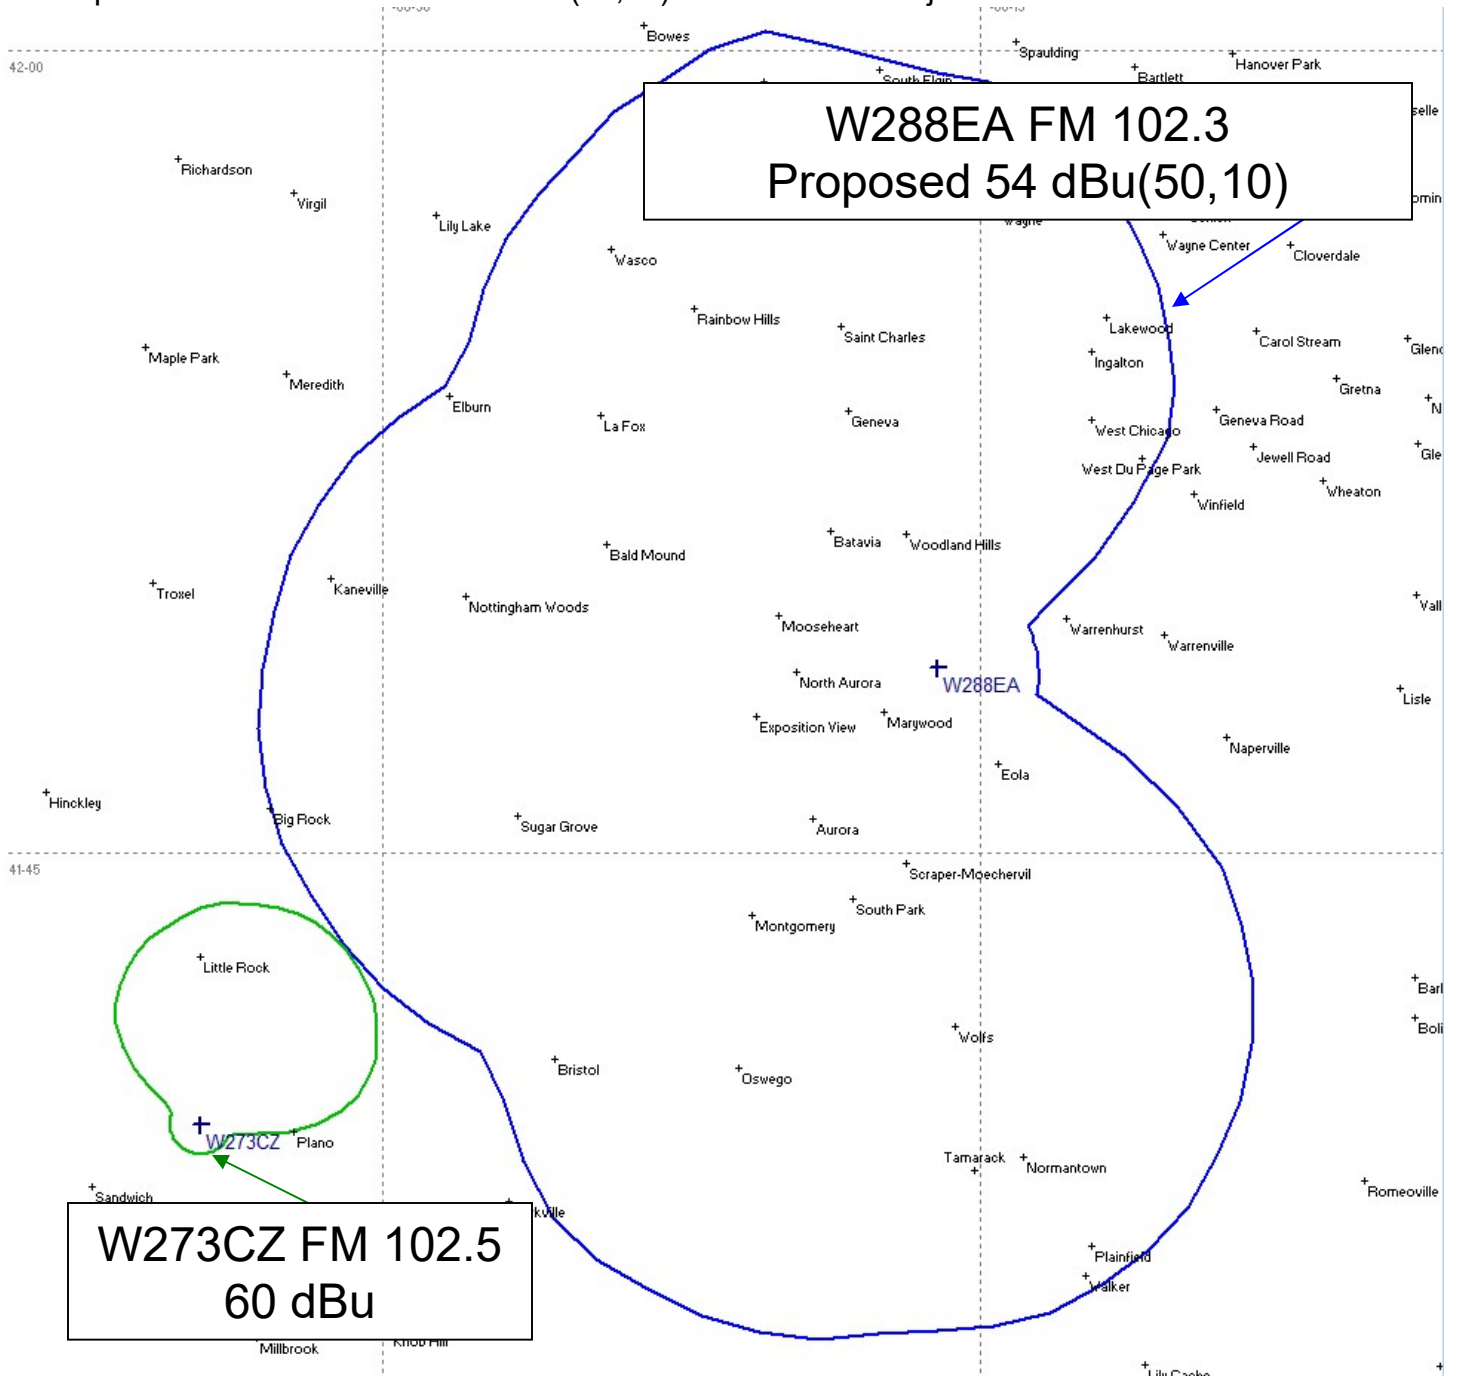 Bowes
Spaulding
Hanover Park
42-00
Bartlett
South Elgin
W288EA FM 102.3
Proposed 54 dBu(50,10)
Richardson
Virgil
Lily Lake
Wayne
Wayne Center
Cloverdale
Wasco
Rainbow Hills
Saint Charles
Lakewood
Carol Stream
Maple Park
Meredith
Ingalton
Gretna
Elburn
La Fox
Geneva
West Chicago
Geneva Road
West Du Page Park
Jewell Road
Wheaton
Winfield
Batavia
Woodland Hills
Bald Mound
Troxel
Kaneville
Nottingham Woods
Mooseheart
Warrenhurst
Warrenville
North Aurora
W288EA
Lisle
Exposition View
Marywood
Naperville
Eola
Hinckley
Big Rock
Sugar Grove
Aurora
41-45
Scraper-Moechervil
South Park
Montgomery
Little Rock
Wolfs
Bristol
Oswego
W273CZ
Plano
Tamarack
Normantown
Sandwich
Romeoville
W273CZ FM 102.5
60 dBu
Plainfield
Walker
Millbrook
Knob Hill